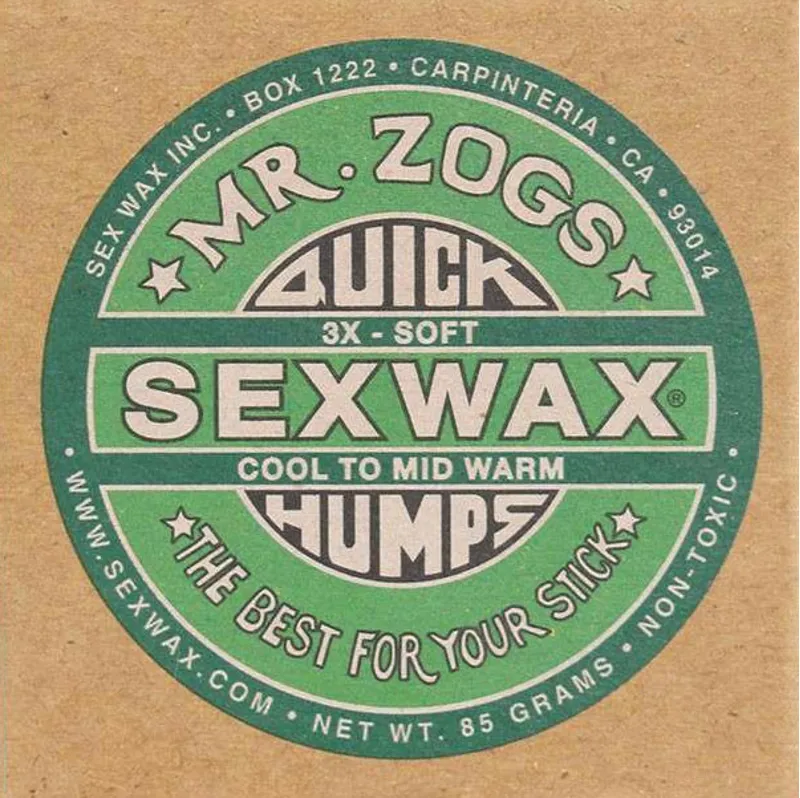 SEX WAX INC. • BOX 1222 • CARPINTERIA • CA • 93014
MR. ZOGS
QUICK
3X - SOFT
SEXWAX®
COOL TO MID WARM
HUMPS
THE BEST FOR YOUR STICK
• WWW.SEXWAX.COM • NET WT. 85 GRAMS • NON-TOXIC •